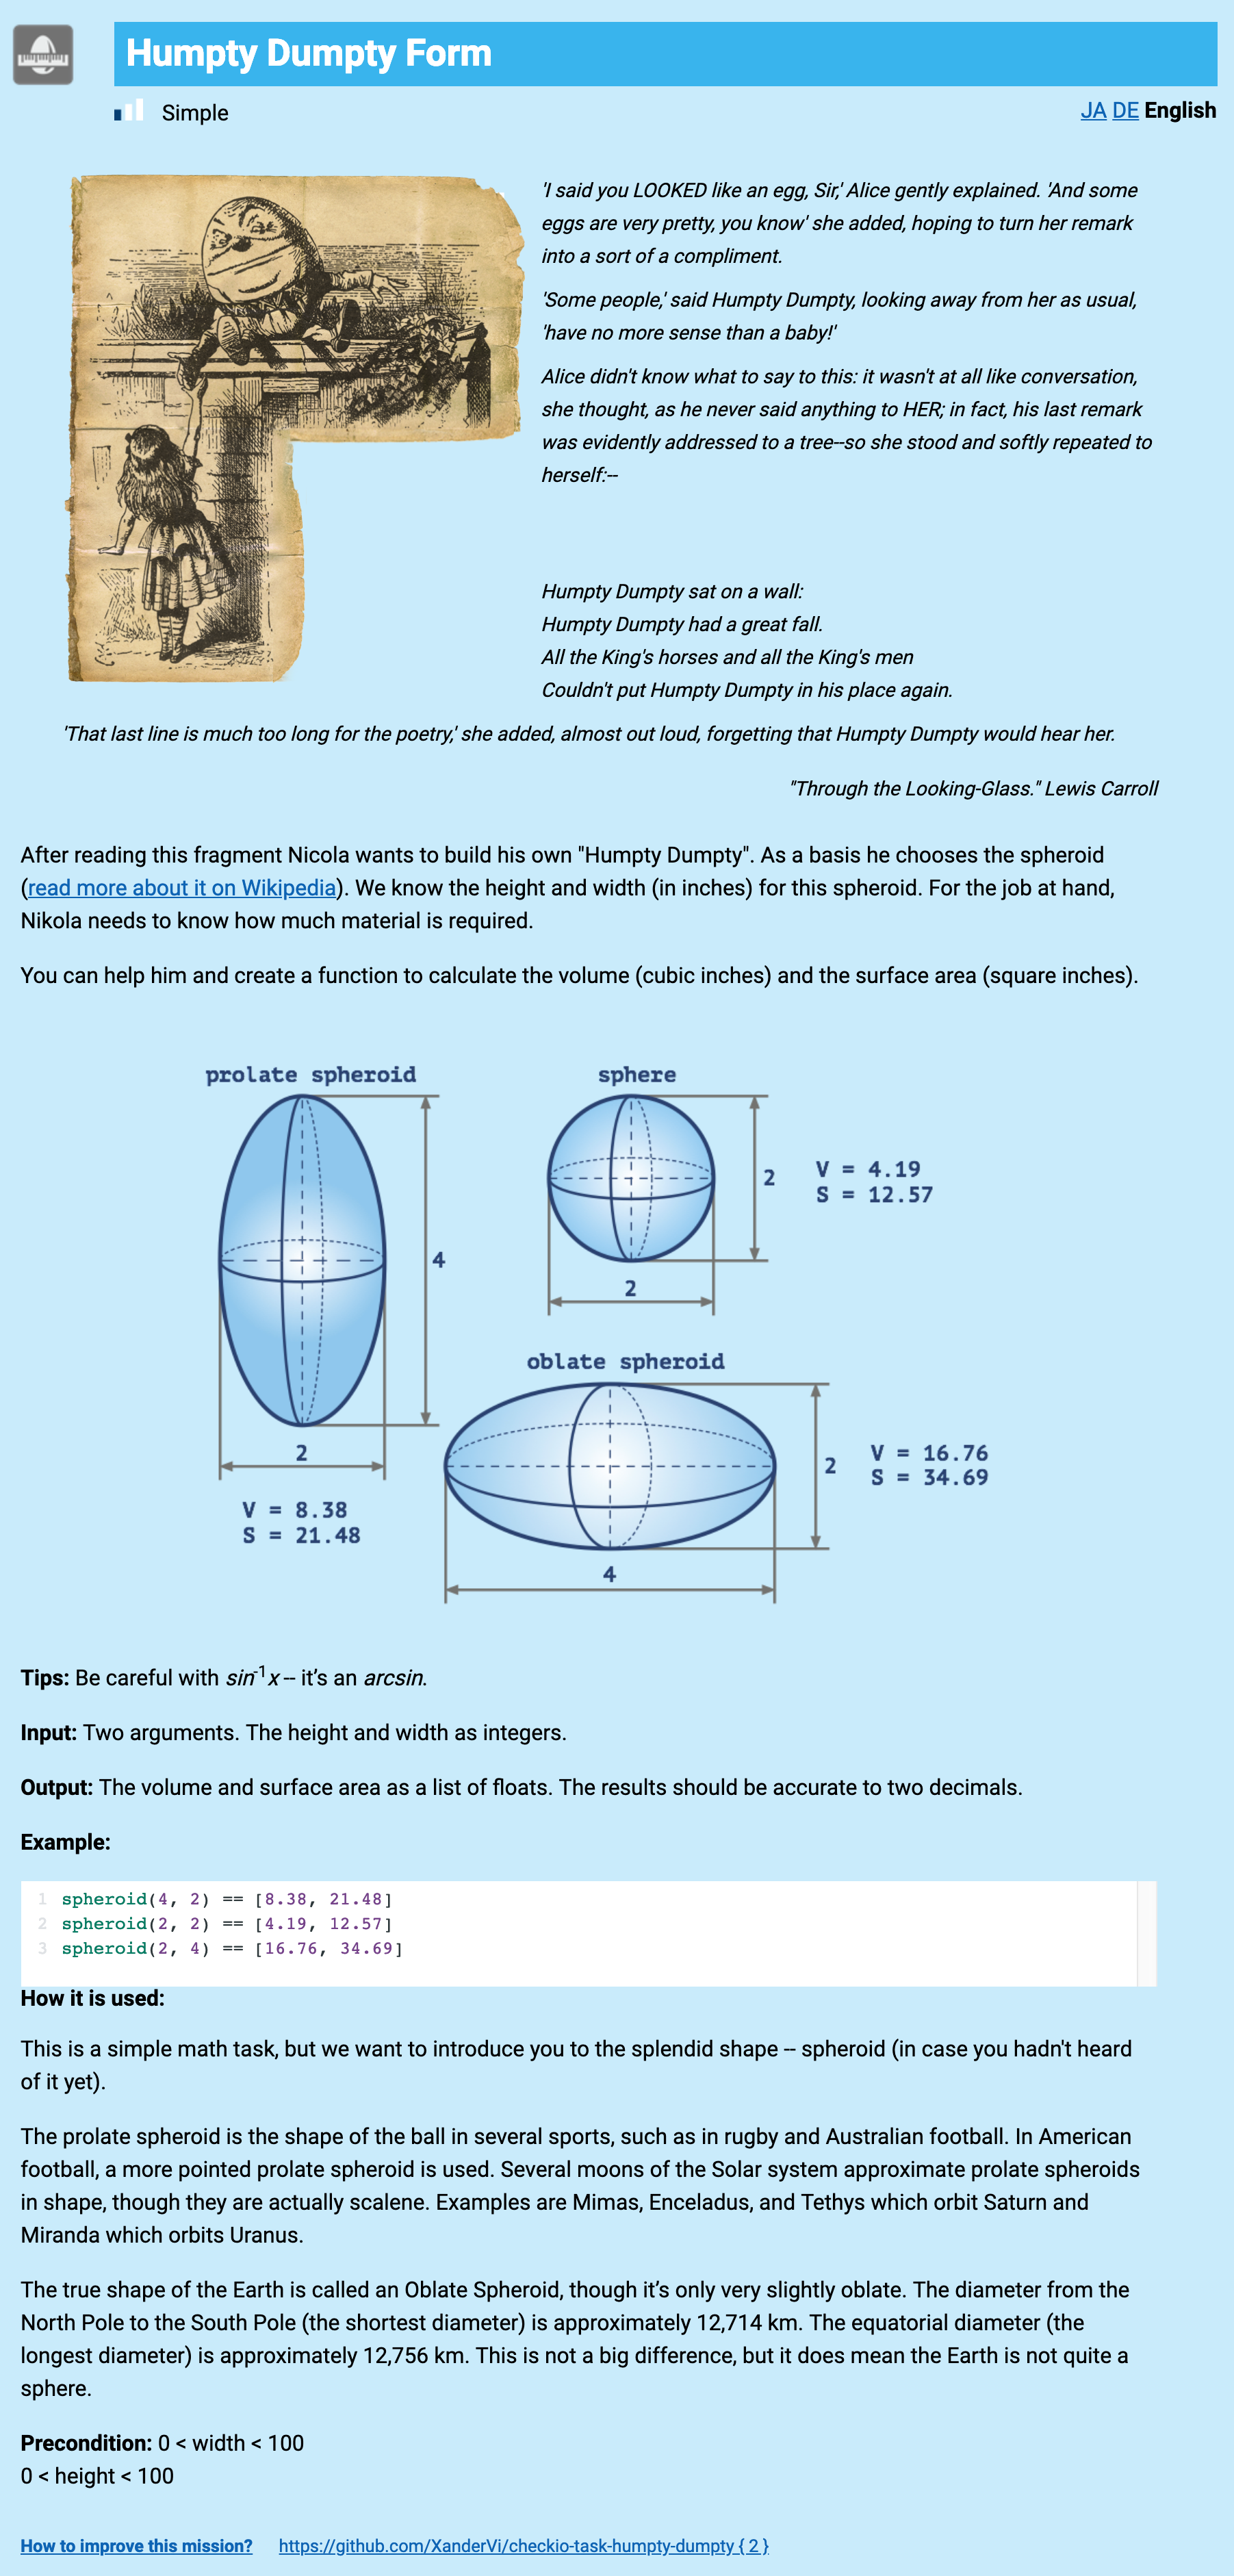 Humpty Dumpty Form
Simple
JA DE English
'I said you LOOKED like an egg, Sir,' Alice gently explained. 'And some
eggs are very pretty, you know' she added, hoping to turn her remark
into a sort of a compliment.
'Some people,' said Humpty Dumpty, looking away from her as usual,
'have no more sense than a baby!'
Alice didn't know what to say to this: it wasn't at all like conversation,
she thought, as he never said anything to HER; in fact, his last remark
was evidently addressed to a tree--so she stood and softly repeated to
herself:--
Humpty Dumpty sat on a wall:
Humpty Dumpty had a great fall.
All the King's horses and all the King's men
Couldn't put Humpty Dumpty in his place again.
'That last line is much too long for the poetry,' she added, almost out loud, forgetting that Humpty Dumpty would hear her.
"Through the Looking-Glass." Lewis Carroll
After reading this fragment Nicola wants to build his own "Humpty Dumpty". As a basis he chooses the spheroid
(read more about it on Wikipedia). We know the height and width (in inches) for this spheroid. For the job at hand,
Nikola needs to know how much material is required.
You can help him and create a function to calculate the volume (cubic inches) and the surface area (square inches).
prolate spheroid
4
2
V = 8.38
S = 21.48
sphere
2
2
V = 4.19
S = 12.57
oblate spheroid
2
4
V = 16.76
S = 34.69
Tips: Be careful with sin⁻¹x -- it’s an arcsin.
Input: Two arguments. The height and width as integers.
Output: The volume and surface area as a list of floats. The results should be accurate to two decimals.
Example:
1 spheroid(4, 2) == [8.38, 21.48]
2 spheroid(2, 2) == [4.19, 12.57]
3 spheroid(2, 4) == [16.76, 34.69]
How it is used:
This is a simple math task, but we want to introduce you to the splendid shape -- spheroid (in case you hadn't heard
of it yet).
The prolate spheroid is the shape of the ball in several sports, such as in rugby and Australian football. In American
football, a more pointed prolate spheroid is used. Several moons of the Solar system approximate prolate spheroids
in shape, though they are actually scalene. Examples are Mimas, Enceladus, and Tethys which orbit Saturn and
Miranda which orbits Uranus.
The true shape of the Earth is called an Oblate Spheroid, though it’s only very slightly oblate. The diameter from the
North Pole to the South Pole (the shortest diameter) is approximately 12,714 km. The equatorial diameter (the
longest diameter) is approximately 12,756 km. This is not a big difference, but it does mean the Earth is not quite a
sphere.
Precondition: 0 < width < 100
0 < height < 100
How to improve this mission? https://github.com/XanderVi/checkio-task-humpty-dumpty { 2 }